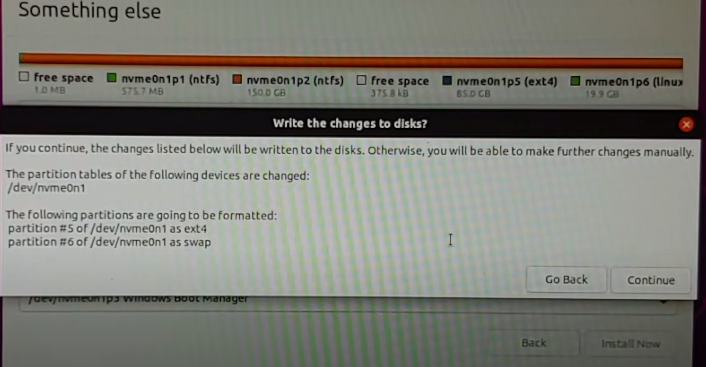 Something else
free space nvme0n1p1 (ntfs) nvme0n1p2 (ntfs) free space nvme0n1p5 (ext4) nvme0n1p6 (linux
1.0 MB 575.7 MB 150.0 GB 375.8 kB 85.0 GB 19.9 GB
Write the changes to disks?
If you continue, the changes listed below will be written to the disks. Otherwise, you will be able to make further changes manually.
The partition tables of the following devices are changed:
/dev/nvme0n1
The following partitions are going to be formatted:
partition #5 of /dev/nvme0n1 as ext4
partition #6 of /dev/nvme0n1 as swap
Go Back Continue
/dev/nvme0n1p3 Windows Boot Manager
Back Install Now